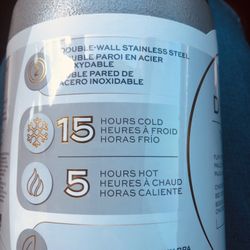 DOUBLE-WALL STAINLESS STEEL
DOUBLE PAROI EN ACIER
INOXYDABLE
DOBLE PARED DE
ACERO INOXIDABLE
15 HOURS COLD
HEURES À FROID
HORAS FRÍO
5 HOURS HOT
HEURES À CHAUD
HORAS CALIENTE